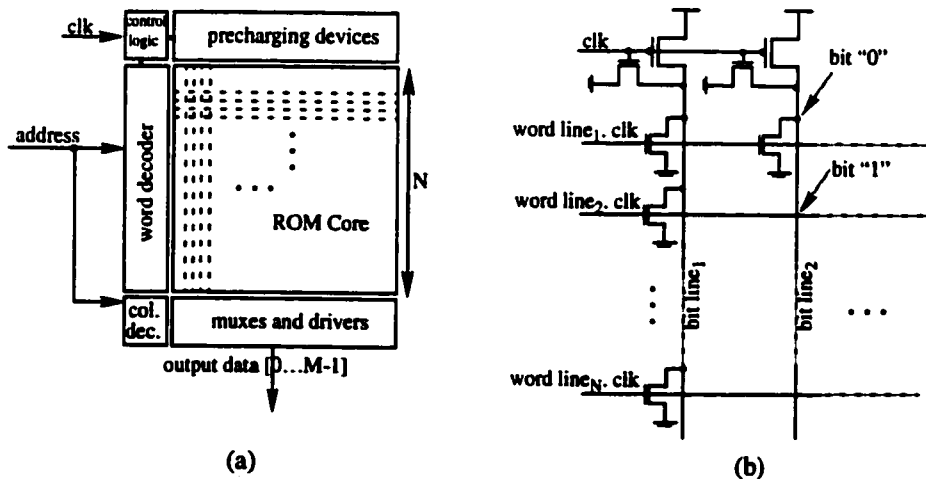 clk
control
logic
precharging devices
address
word decoder
N
ROM Core
col.
dec.
muxes and drivers
output data [0...M-1]
(a)
clk
bit "0"
word line1. clk
bit "1"
word line2. clk
bit line1
bit line2
word lineN. clk
(b)